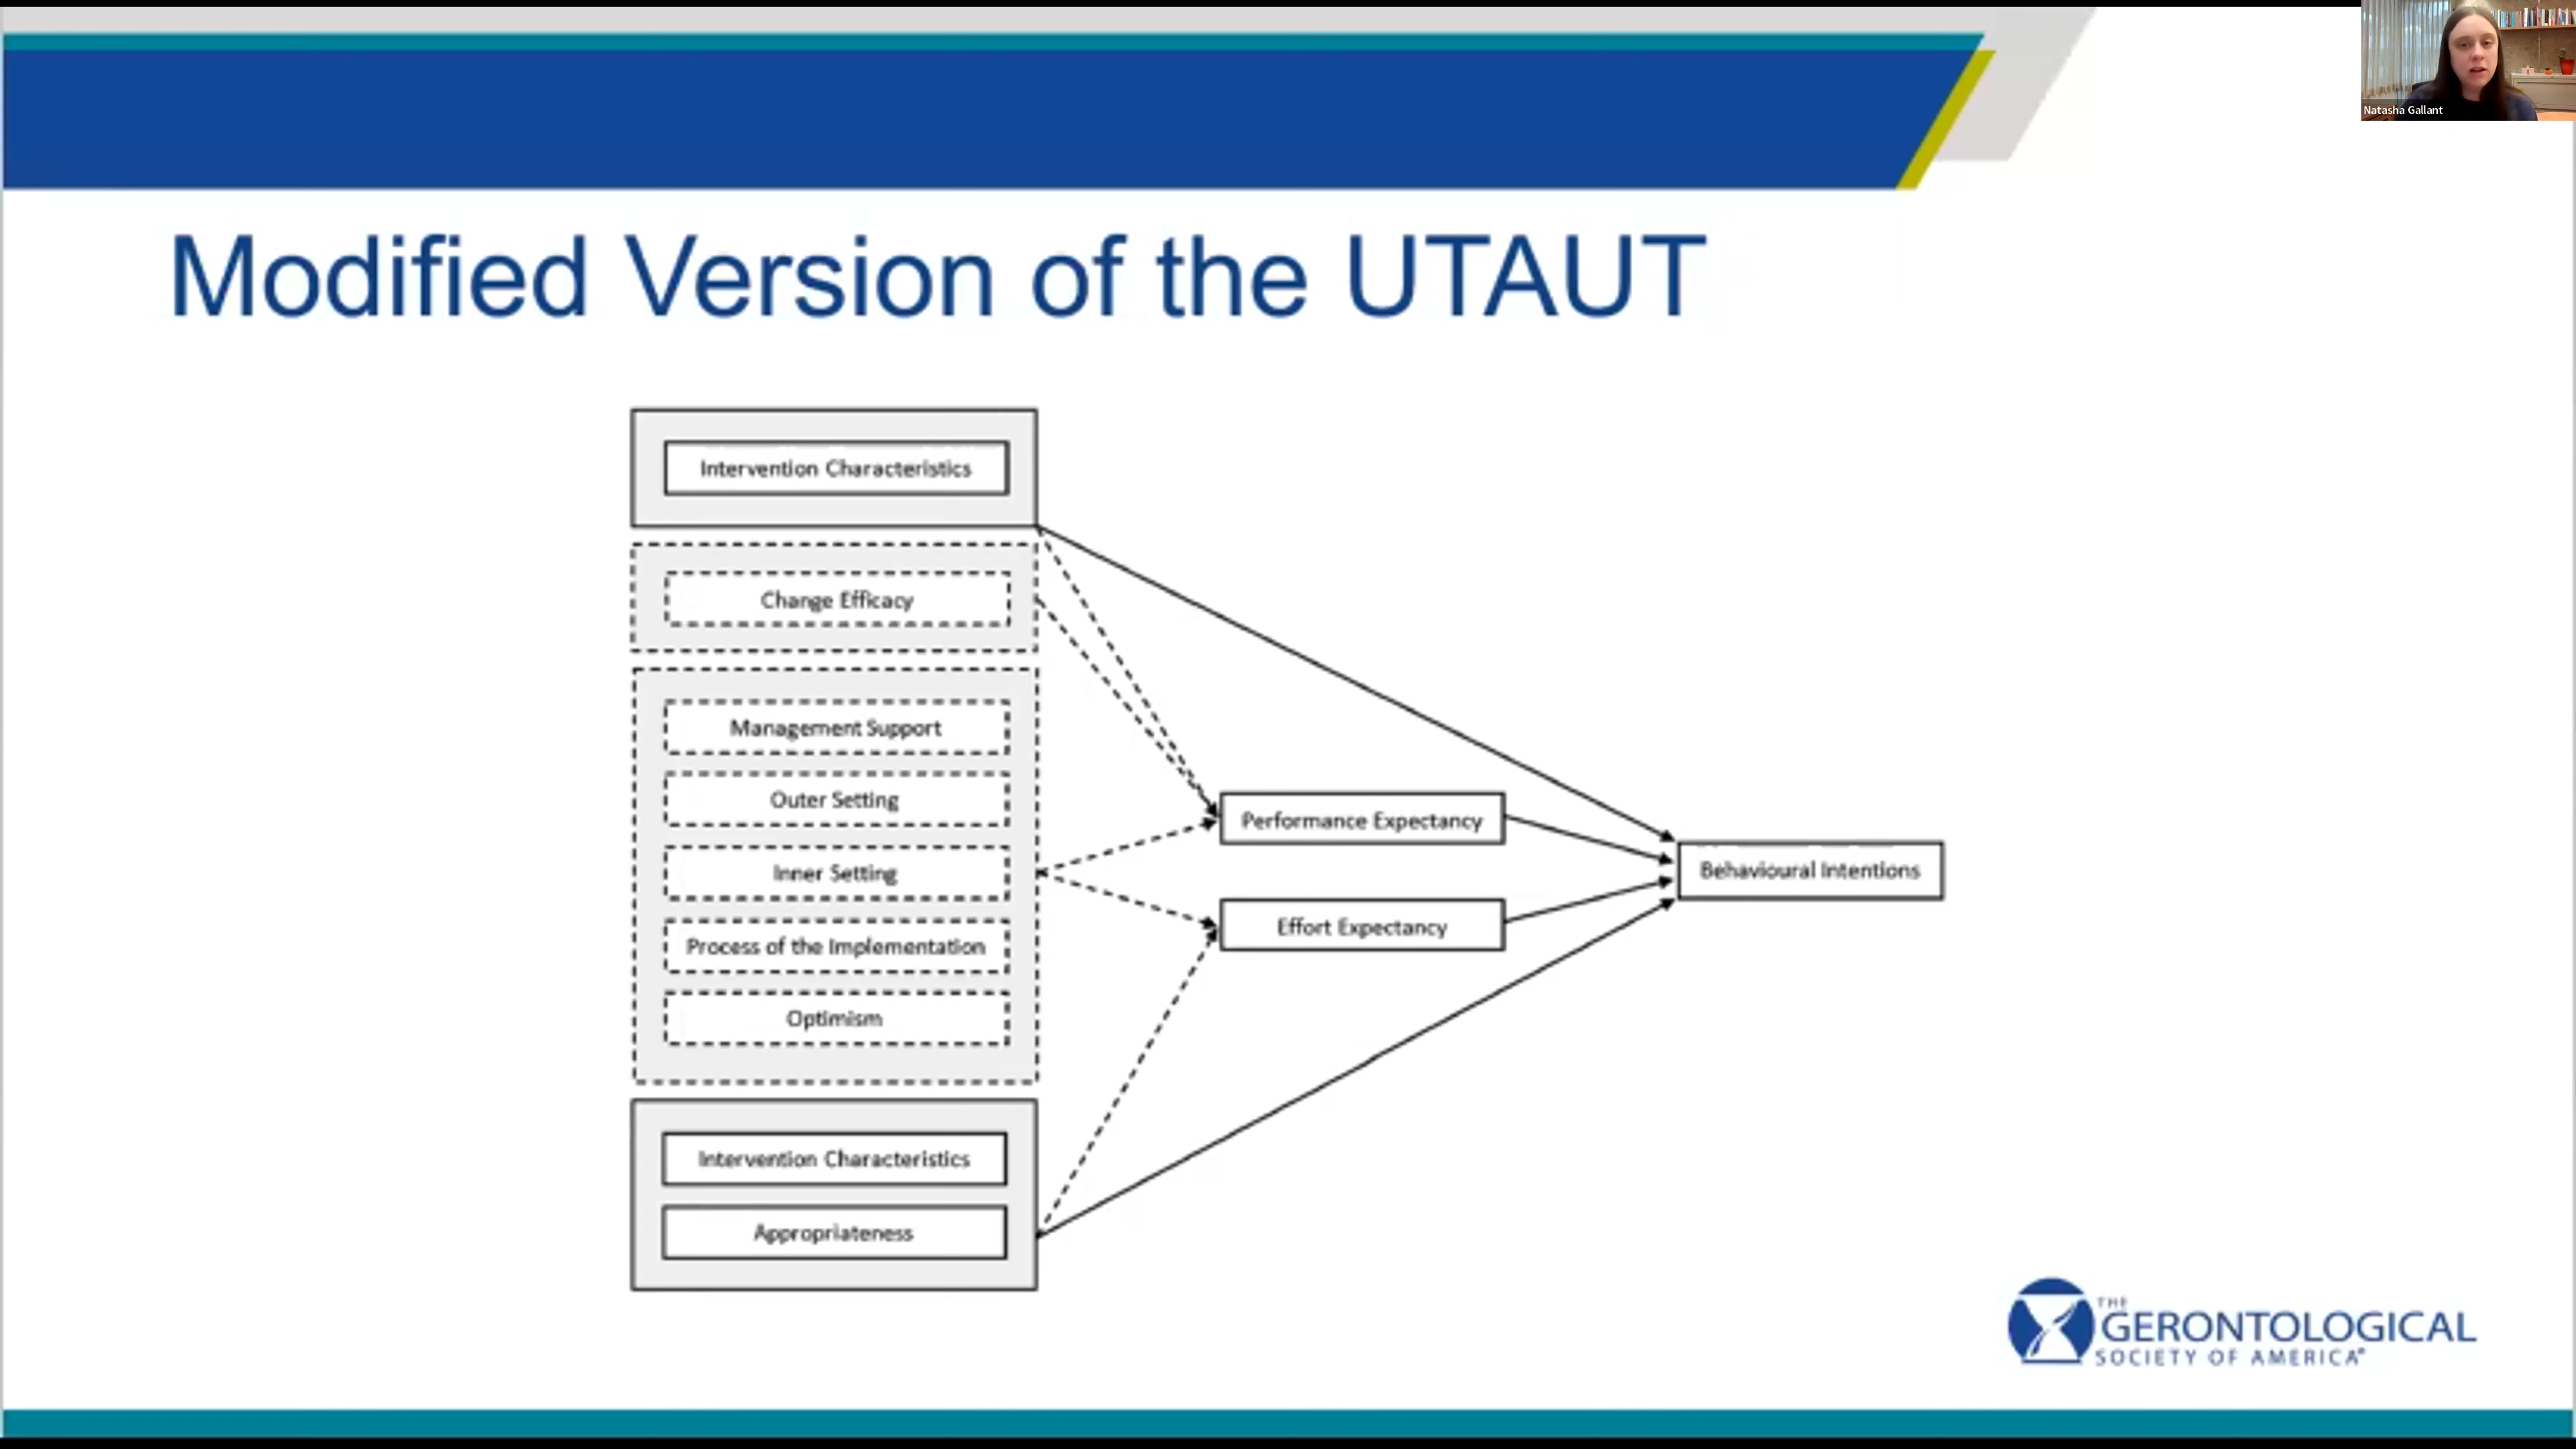 Natasha Gallant
Modified Version of the UTAUT
Intervention Characteristics
Change Efficacy
Management Support
Outer Setting
Inner Setting
Process of the Implementation
Optimism
Intervention Characteristics
Appropriateness
Performance Expectancy
Effort Expectancy
Behavioural Intentions
THE
GERONTOLOGICAL
SOCIETY OF AMERICA®